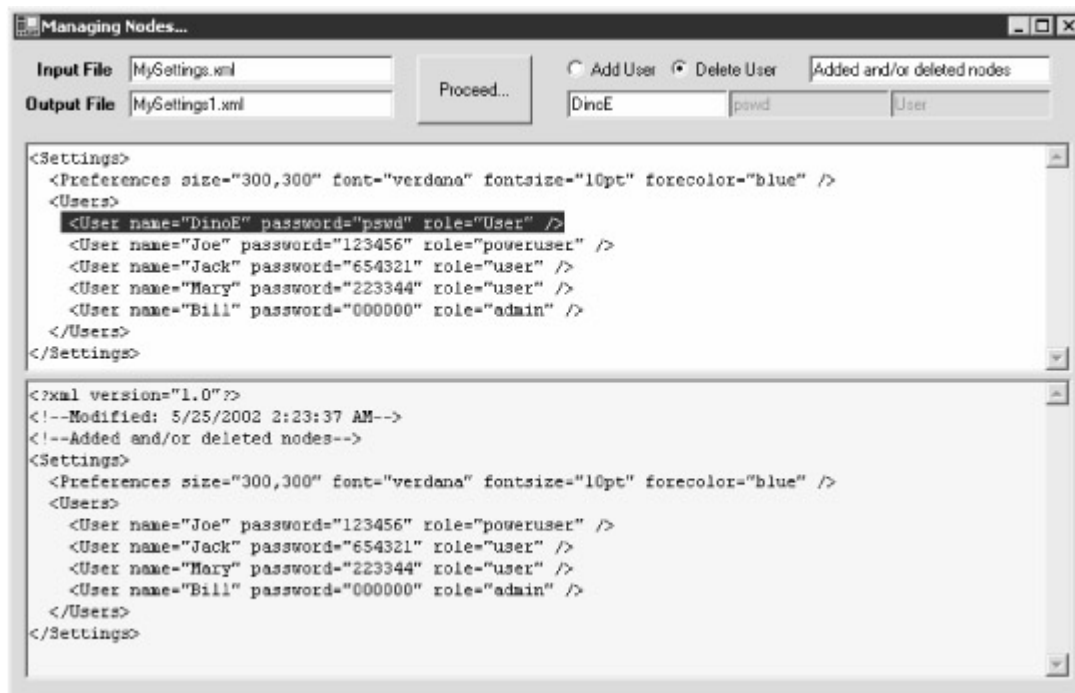 Managing Nodes...
Input File MySettings.xml Proceed... Add User Delete User Added and/or deleted nodes
Output File MySettings1.xml DinoE pswd User
<Settings>
  <Preferences size="300,300" font="verdana" fontsize="10pt" forecolor="blue" />
  <Users>
    <User name="DinoE" password="pswd" role="User" />
    <User name="Joe" password="123456" role="poweruser" />
    <User name="Jack" password="654321" role="user" />
    <User name="Mary" password="223344" role="user" />
    <User name="Bill" password="000000" role="admin" />
  </Users>
</Settings>
<?xml version="1.0"?>
<!--Modified: 5/25/2002 2:23:37 AM-->
<!--Added and/or deleted nodes-->
<Settings>
  <Preferences size="300,300" font="verdana" fontsize="10pt" forecolor="blue" />
  <Users>
    <User name="Joe" password="123456" role="poweruser" />
    <User name="Jack" password="654321" role="user" />
    <User name="Mary" password="223344" role="user" />
    <User name="Bill" password="000000" role="admin" />
  </Users>
</Settings>